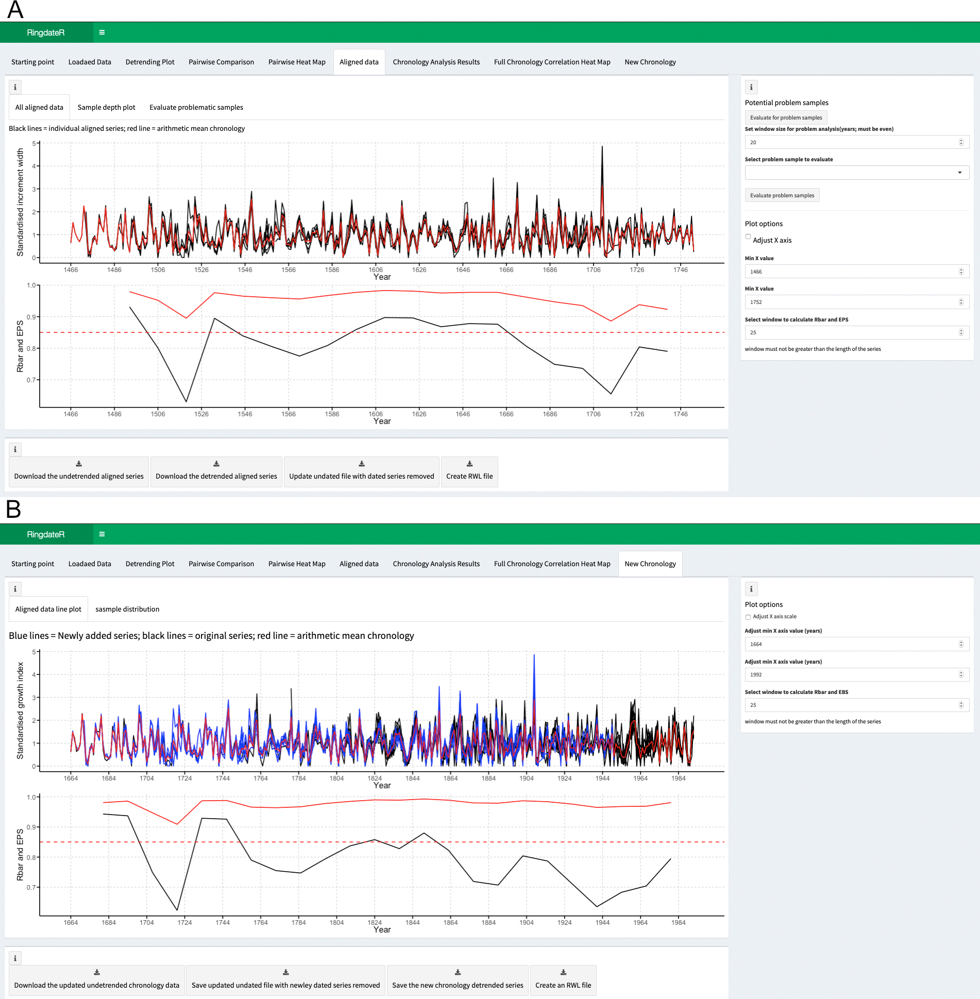 A
RingdateR
Starting point Loadaed Data Detrending Plot Pairwise Comparison Pairwise Heat Map Aligned data Chronology Analysis Results Full Chronology Correlation Heat Map New Chronology
i
All aligned data Sample depth plot Evaluate problematic samples
Black lines = individual aligned series; red line = arithmetic mean chronology
Standardised increment width
5
4
3
2
1
0
1466 1486 1506 1526 1546 1566 1586 1606 1626 1646 1666 1686 1706 1726 1746
Year
Rbar and EPS
1.0
0.9
0.8
0.7
1466 1486 1506 1526 1546 1566 1586 1606 1626 1646 1666 1686 1706 1726 1746
Year
i
Potential problem samples
Evaluate for problem samples
Set window size for problem analysis(years; must be even)
20
Select problem sample to evaluate
Evaluate problem samples
Plot options
Adjust X axis
Min X value
1466
Min X value
1752
Select window to calculate Rbar and EPS
25
window must not be greater than the length of the series
i
Download the undetrended aligned series Download the detrended aligned series Update undated file with dated series removed Create RWL file
B
RingdateR
Starting point Loadaed Data Detrending Plot Pairwise Comparison Pairwise Heat Map Aligned data Chronology Analysis Results Full Chronology Correlation Heat Map New Chronology
i
Aligned data line plot sasmple distribution
Blue lines = Newly added series; black lines = original series; red line = arithmetic mean chronology
Standardised growth index
5
4
3
2
1
0
1664 1684 1704 1724 1744 1764 1784 1804 1824 1844 1864 1884 1904 1924 1944 1964 1984
Year
Rbar and EPS
1.0
0.9
0.8
0.7
1664 1684 1704 1724 1744 1764 1784 1804 1824 1844 1864 1884 1904 1924 1944 1964 1984
Year
i
Plot options
Adjust X axis scale
Adjust min X axis value (years)
1664
Adjust min X axis value (years)
1992
Select window to calculate Rbar and EBS
25
window must not be greater than the length of the series
i
Download the updated undetrended chronology data Save updated undated file with newley dated series removed Save the new chronology detrended series Create an RWL file